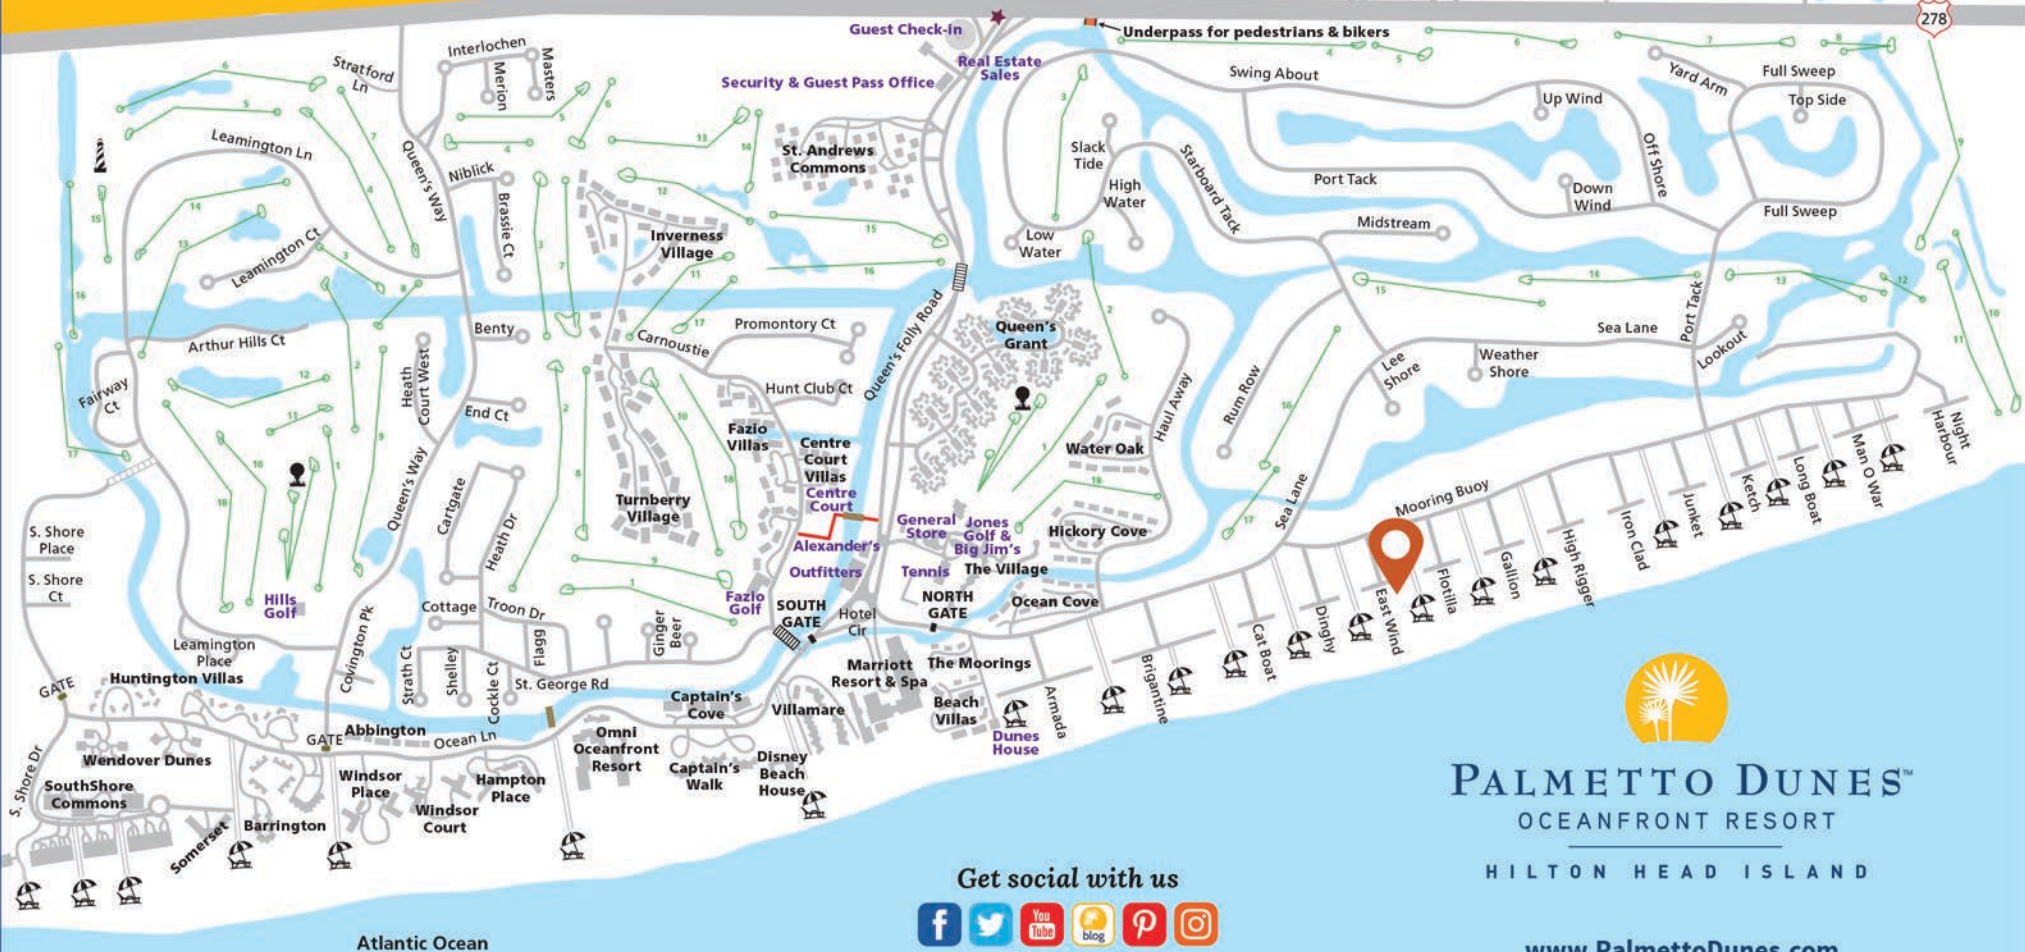 278
Guest Check-in
Underpass for pedestrians & bikers
Real Estate
Sales
Security & Guest Pass Office
Stratford
Ln
Interlochen
Merion
Masters
Swing About
Yard Arm
Full Sweep
Top Side
Up Wind
Off Shore
Leamington Ln
Queen's Way
Niblick
Brassie Ct
St. Andrews
Commons
Slack
Tide
High
Water
Low
Water
Starboard Tack
Port Tack
Down
Wind
Midstream
Full Sweep
Leamington Ct
Inverness
Village
Arthur Hills Ct
Benty
Carnoustie
Promontory Ct
Queen's Folly Road
Queen's
Grant
Sea Lane
Port Tack
Lookout
Weather
Shore
Lee
Shore
Rum Row
Haul Away
Fairway
Ct
Heath
Court West
End Ct
Hunt Club Ct
Fazio
Villas
Centre
Court
Villas
Centre
Court
Water Oak
Night
Harbour
Man O War
Long Boat
Ketch
Junket
Iron Clad
High Rigger
Gallion
Flotilla
East Wind
Mooring Buoy
Sea Lane
Queen's Way
Cartgate
Heath Dr
Turnberry
Village
General
Store
Jones
Golf &
Big Jim's
Hickory Cove
Alexander's
Outfitters
Tennis
The Village
S. Shore
Place
S. Shore
Ct
Hills
Golf
Fazio
Golf
SOUTH
GATE
Hotel
Cir
NORTH
GATE
Ocean Cove
Cottage
Troon Dr
Flagg
Ginger
Beer
Leamington
Place
Covington Pk
Strath Ct
Shelley
Cockle Ct
St. George Rd
Marriott
Resort & Spa
The Moorings
Dinghy
Cat Boat
Brigantine
Armada
GATE
Huntington Villas
Captain's
Cove
Villamare
Beach
Villas
Dunes
House
GATE
Abbington
Ocean Ln
Omni
Oceanfront
Resort
Captain's
Walk
Disney
Beach
House
S. Shore Dr
Wendover Dunes
SouthShore
Commons
Windsor
Place
Hampton
Place
Windsor
Court
Somerset
Barrington
PALMETTO DUNES™
OCEANFRONT RESORT
HILTON HEAD ISLAND
Get social with us
You
Tube
blog
Atlantic Ocean
www.PalmettoDunes.com